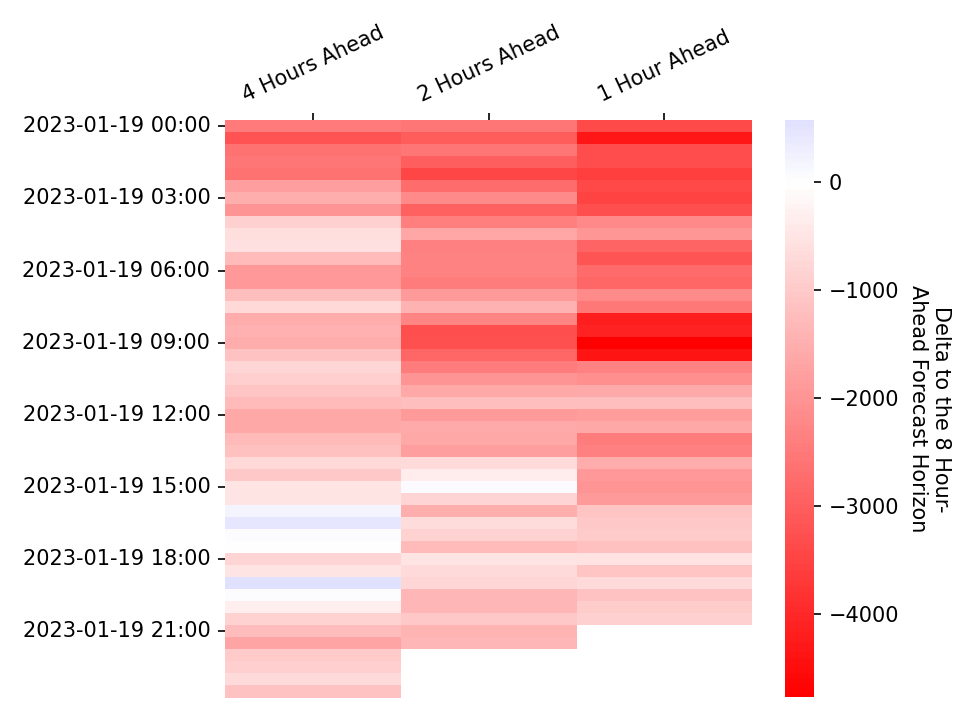 4 Hours Ahead
2 Hours Ahead
1 Hour Ahead
2023-01-19 00:00
2023-01-19 03:00
2023-01-19 06:00
2023-01-19 09:00
2023-01-19 12:00
2023-01-19 15:00
2023-01-19 18:00
2023-01-19 21:00
0
−1000
−2000
−3000
−4000
Delta to the 8 Hour-
Ahead Forecast Horizon